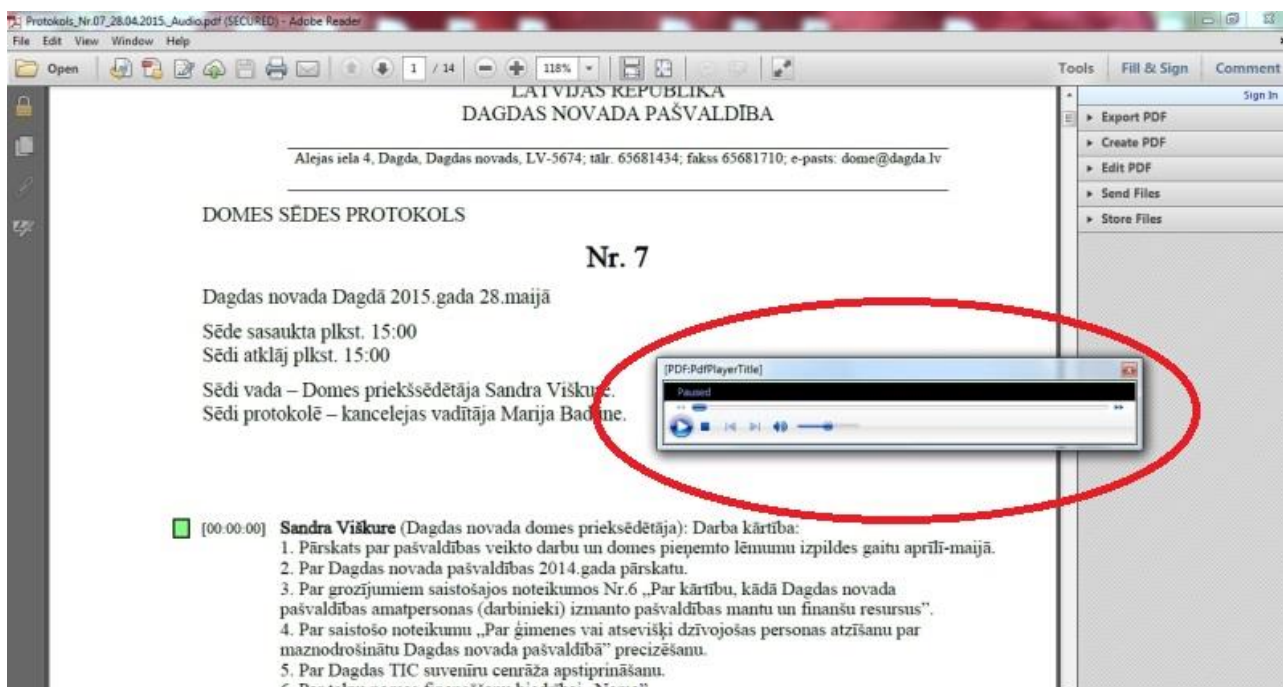 Protokols_Nr.07_28.04.2015._Audio.pdf (SECURED) - Adobe Reader
File Edit View Window Help
Open 1 / 14 118% Tools Fill & Sign Comment
Sign In
Export PDF
Create PDF
Edit PDF
Send Files
Store Files
LATVIJAS REPUBLIKA
DAGDAS NOVADA PAŠVALDĪBA
Alejas iela 4, Dagda, Dagdas novads, LV-5674; tālr. 65681434; fakss 65681710; e-pasts: dome@dagda.lv
DOMES SĒDES PROTOKOLS
Nr. 7
Dagdas novada Dagdā 2015.gada 28.maijā
Sēde sasaukta plkst. 15:00
Sēdi atklāj plkst. 15:00
Sēdi vada – Domes priekšsēdētāja Sandra Viškure.
Sēdi protokolē – kancelejas vadītāja Marija
[PDF:PdfPlayerTitle]
Paused
[00:00:00] Sandra Viškure (Dagdas novada domes prieksēdētāja): Darba kārtība:
1. Pārskats par pašvaldības veikto darbu un domes pieņemto lēmumu izpildes gaitu aprīlī-maijā.
2. Par Dagdas novada pašvaldības 2014.gada pārskatu.
3. Par grozījumiem saistošajos noteikumos Nr.6 „Par kārtību, kādā Dagdas novada
pašvaldības amatpersonas (darbinieki) izmanto pašvaldības mantu un finanšu resursus”.
4. Par saistošo noteikumu „Par ģimenes vai atsevišķi dzīvojošas personas atzīšanu par
maznodrošinātu Dagdas novada pašvaldībā” precizēšanu.
5. Par Dagdas TIC suvenīru cenrāža apstiprināšanu.